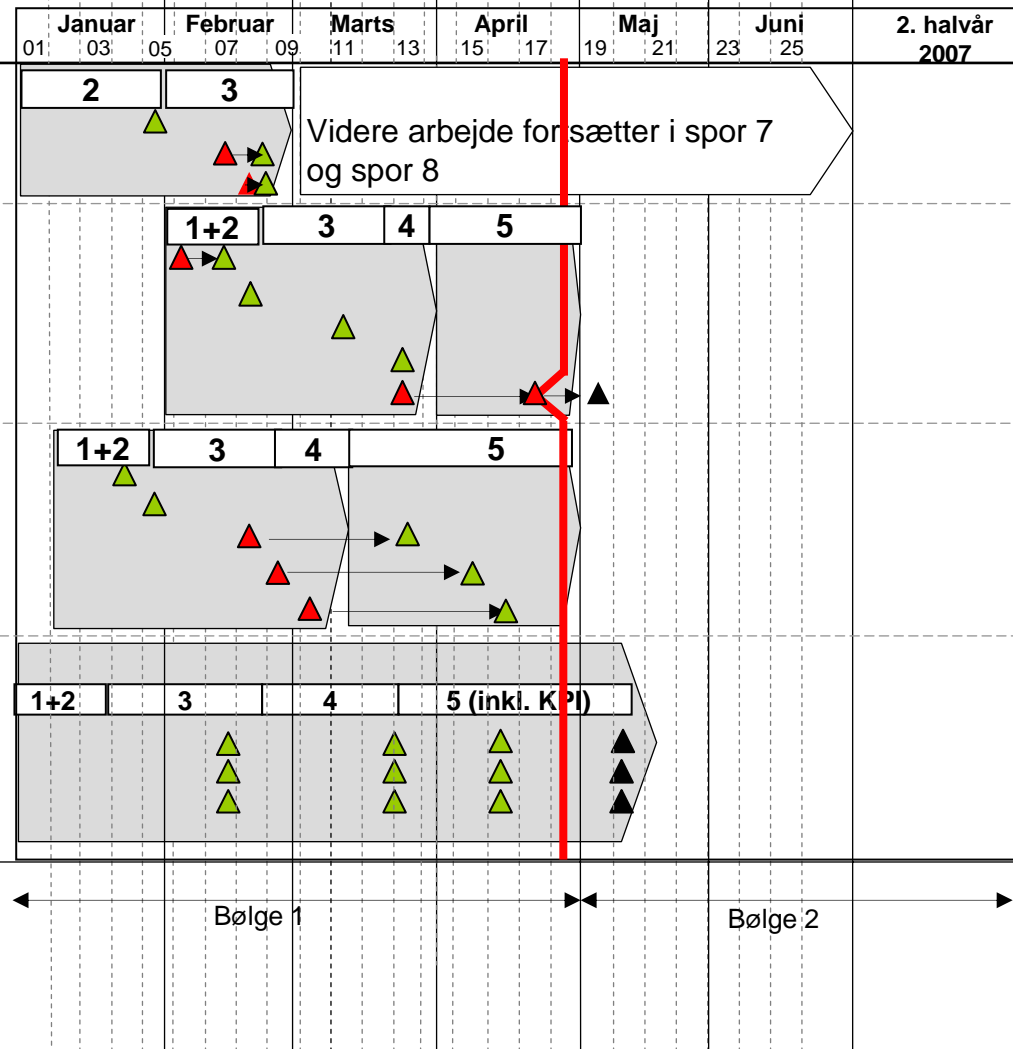 Januar Februar Marts April Maj Juni 2. halvår
01 03 05 07 09 11 13 15 17 19 21 23 25 2007
2 3
Videre arbejde fortsætter i spor 7
og spor 8
1+2 3 4 5
1+2 3 4 5
1+2 3 4 5 (inkl. KPI)
Bølge 1 Bølge 2